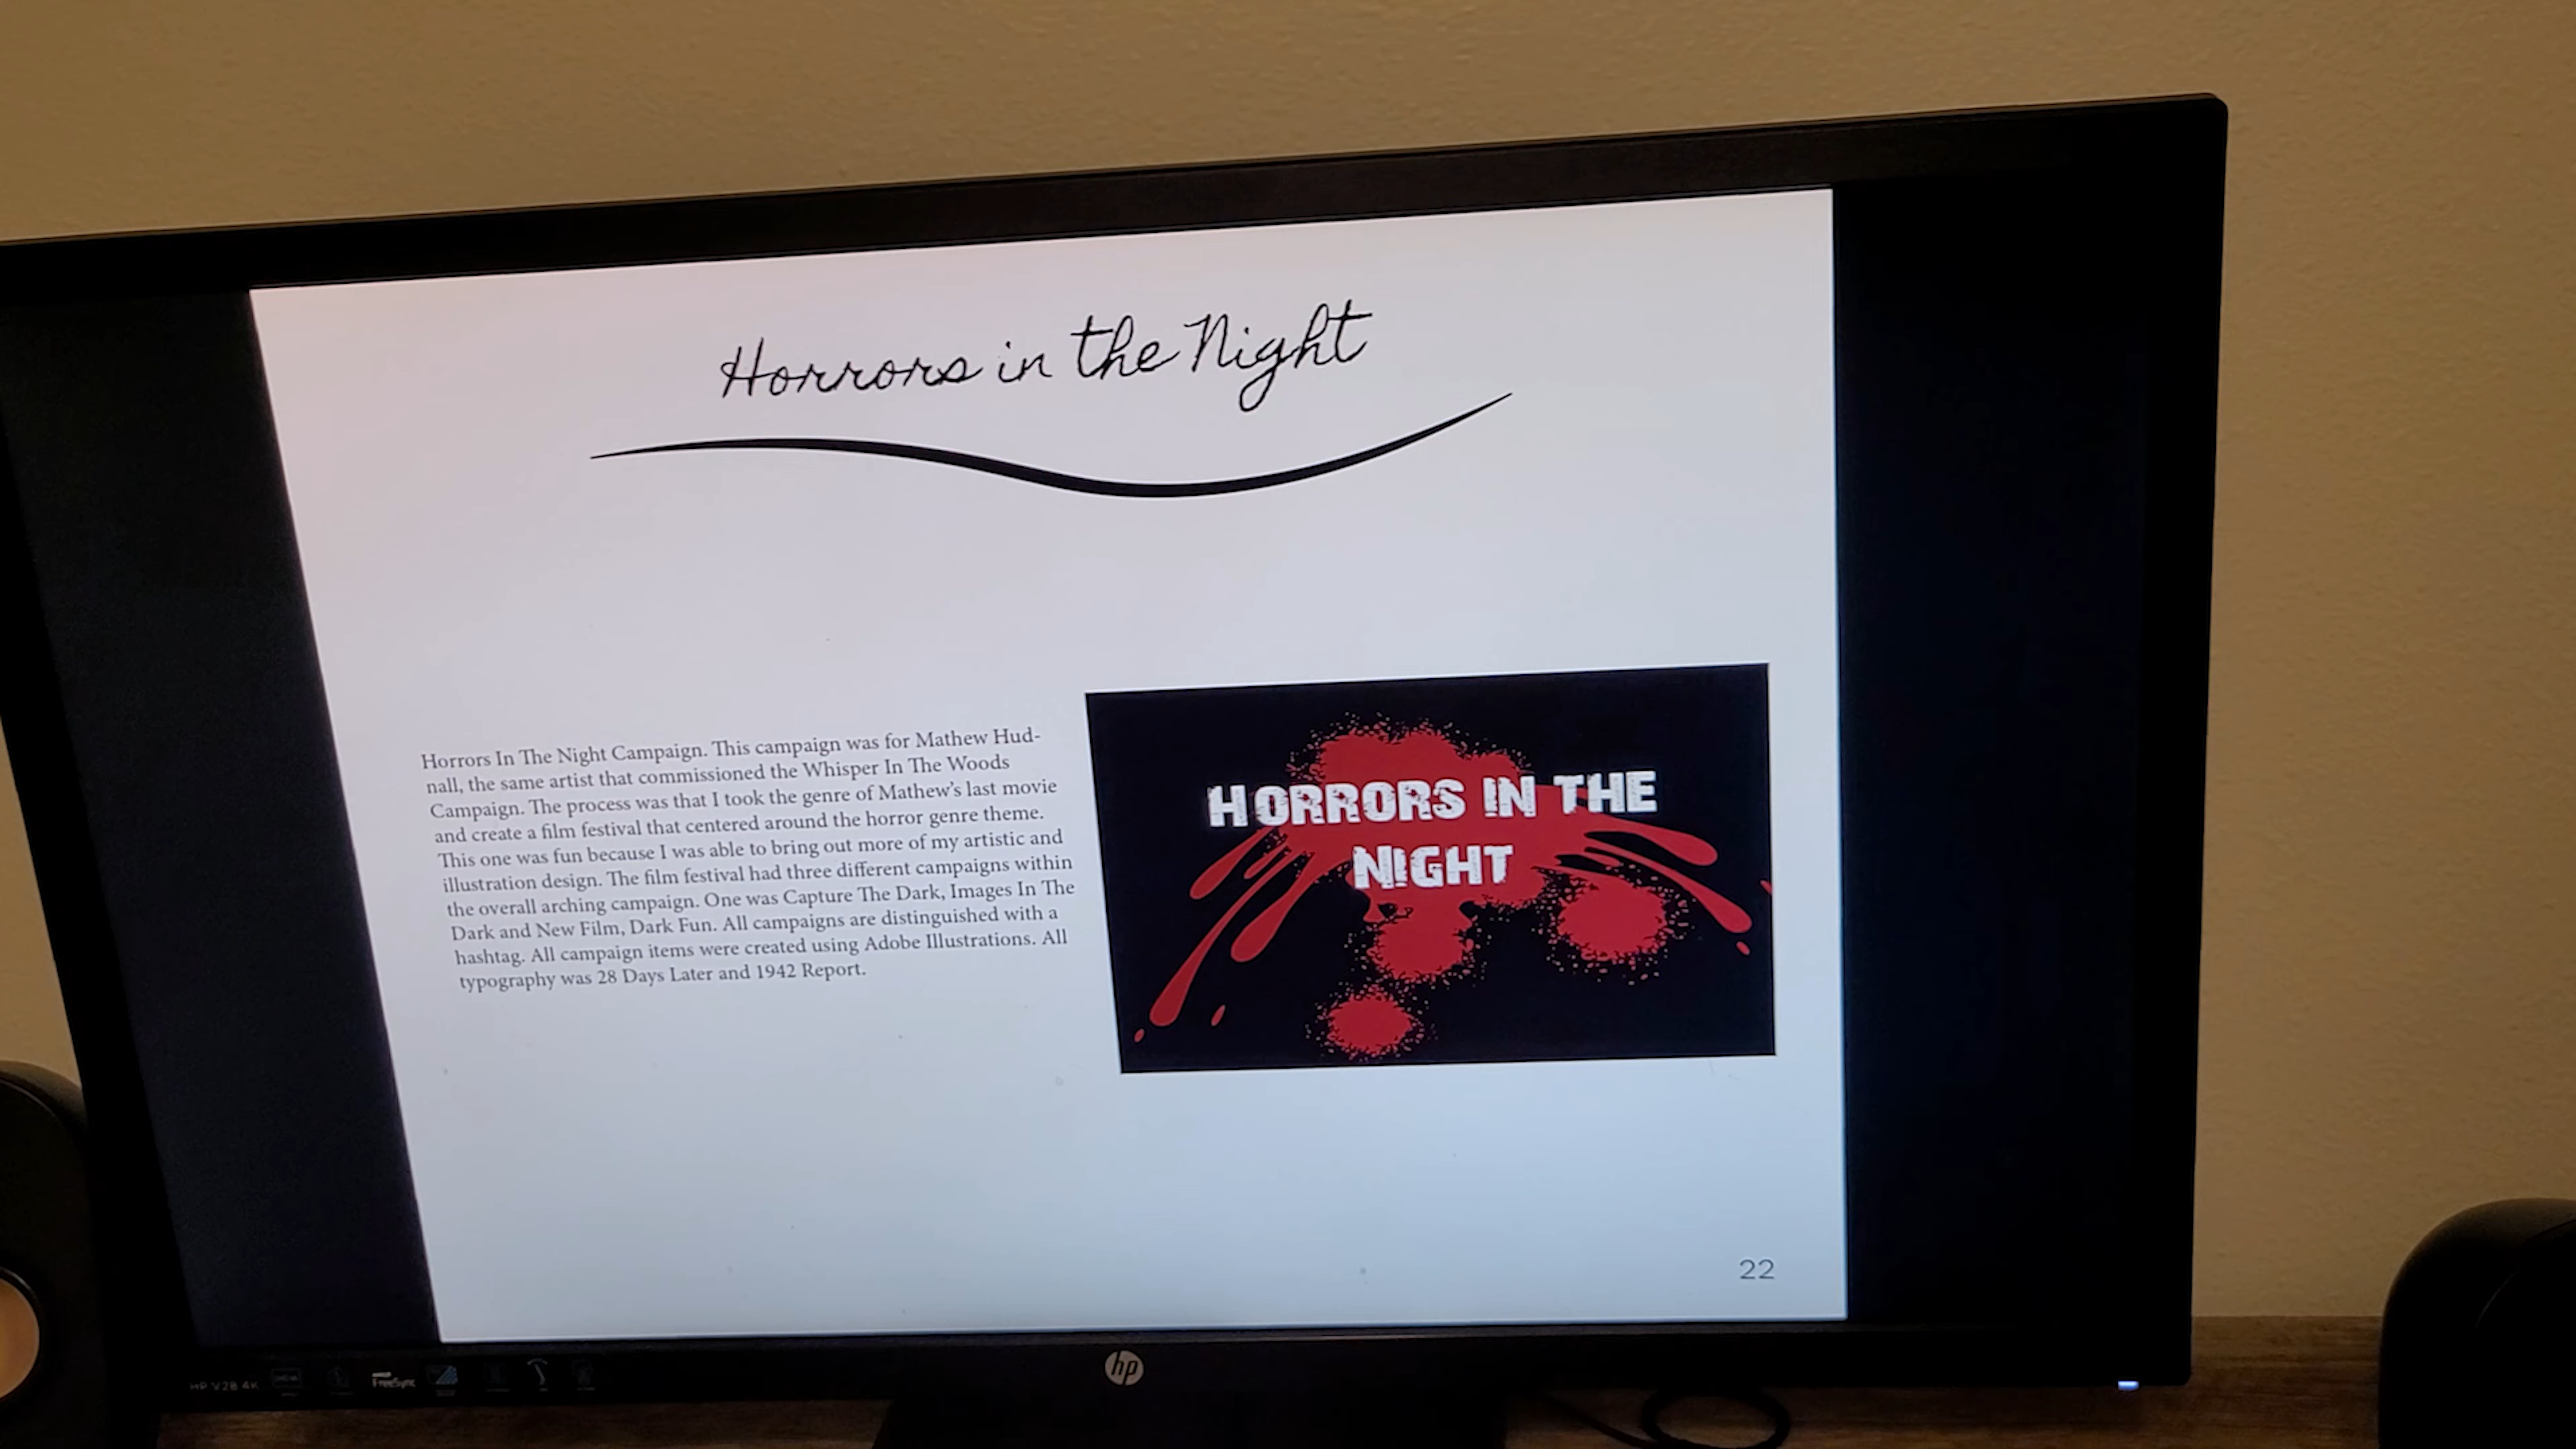 Horrors in the Night
Horrors In The Night Campaign. This campaign was for Mathew Hud-
nall, the same artist that commissioned the Whisper In The Woods
Campaign. The process was that I took the genre of Mathew's last movie
and create a film festival that centered around the horror genre theme.
This one was fun because I was able to bring out more of my artistic and
illustration design. The film festival had three different campaigns within
the overall arching campaign. One was Capture The Dark, Images In The
Dark and New Film, Dark Fun. All campaigns are distinguished with a
hashtag. All campaign items were created using Adobe Illustrations. All
typography was 28 Days Later and 1942 Report.
HORRORS IN THE
NIGHT
22
HP V28 4K
FreeSync
hp